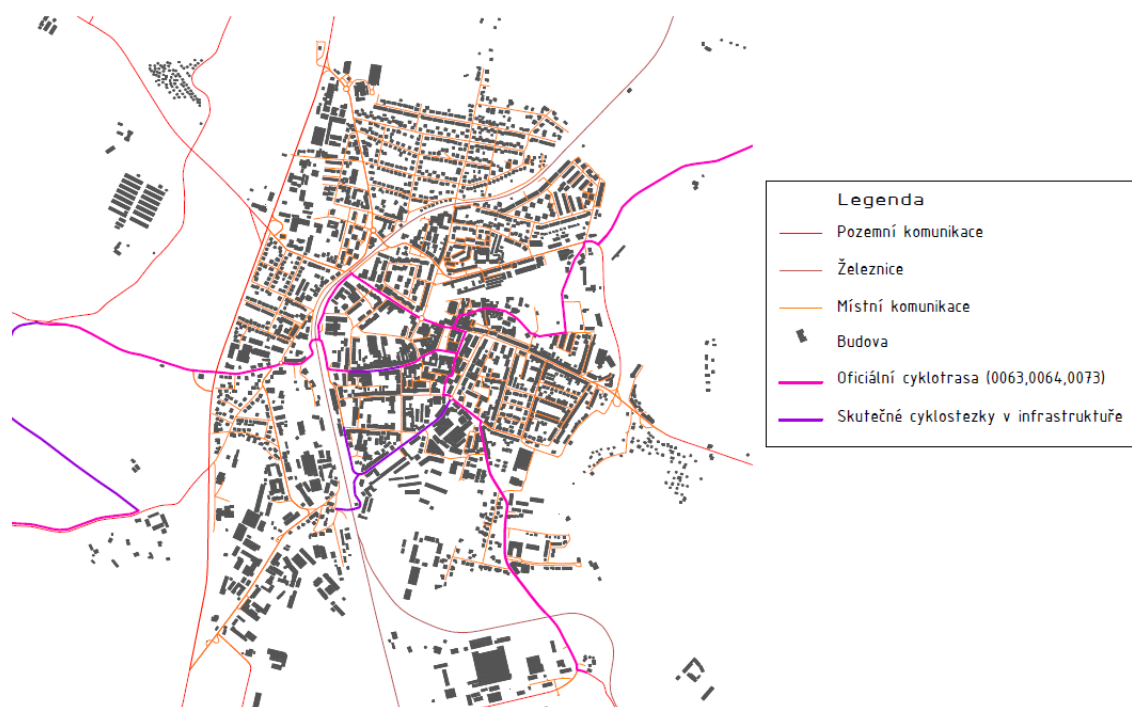 Legenda
Pozemní komunikace
Železnice
Místní komunikace
Budova
Oficiální cyklotrasa (0063,0064,0073)
Skutečné cyklostezky v infrastruktuře